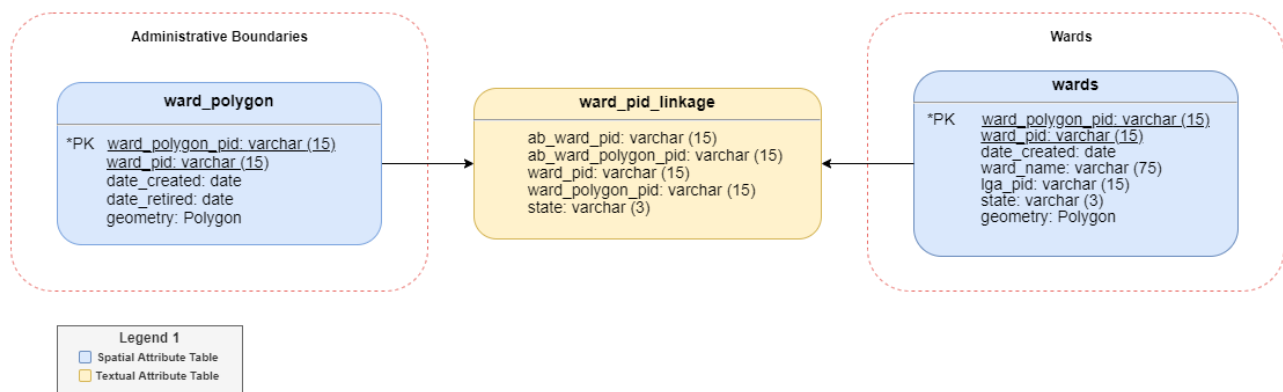 Administrative Boundaries
ward_polygon
*PK ward_polygon_pid: varchar (15)
ward_pid: varchar (15)
date_created: date
date_retired: date
geometry: Polygon
ward_pid_linkage
ab_ward_pid: varchar (15)
ab_ward_polygon_pid: varchar (15)
ward_pid: varchar (15)
ward_polygon_pid: varchar (15)
state: varchar (3)
Wards
wards
*PK ward_polygon_pid: varchar (15)
ward_pid: varchar (15)
date_created: date
ward_name: varchar (75)
lga_pid: varchar (15)
state: varchar (3)
geometry: Polygon
Legend 1
Spatial Attribute Table
Textual Attribute Table